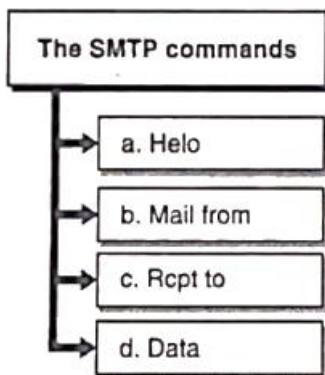 The SMTP commands
a. Helo
b. Mail from
c. Rcpt to
d. Data